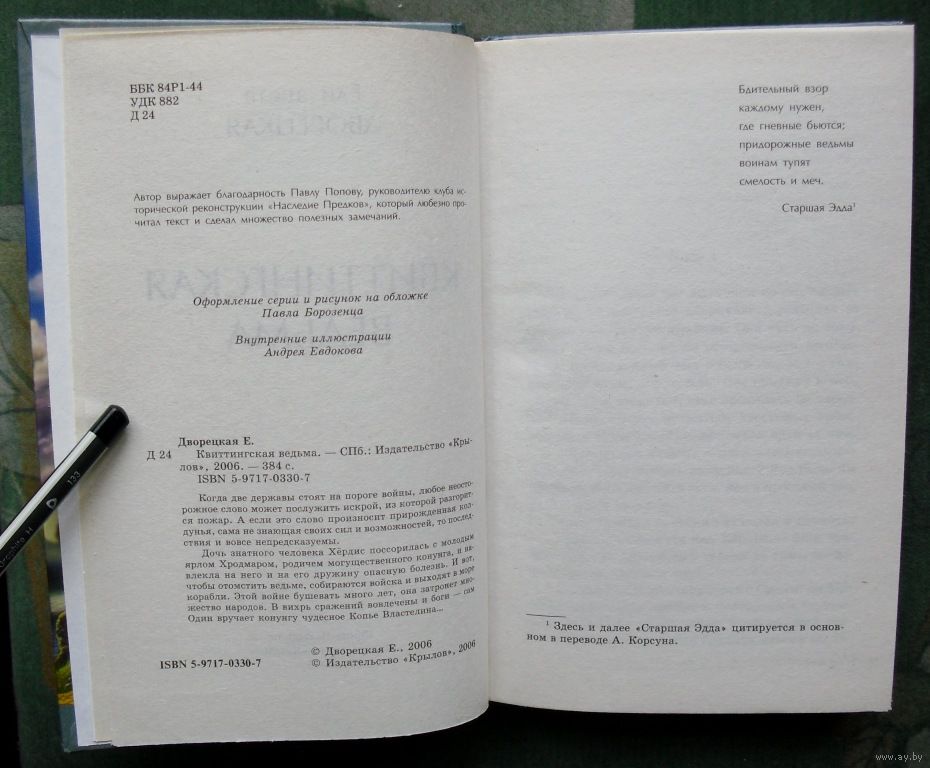 ББК 84Р1-44
УДК 882
Д 24
Автор выражает благодарность Павлу Попову, руководителю клуба ис-
торической реконструкции «Наследие Предков», который любезно про-
читал текст и сделал множество полезных замечаний.
Оформление серии и рисунок на обложке
Павла Борозенца
Внутренние иллюстрации
Андрея Евдокова
Дворецкая Е.
Д 24 Квиттингская ведьма. — СПб.: Издательство «Кры-
лов», 2006. — 384 с.
ISBN 5-9717-0330-7
Когда две державы стоят на пороге войны, любое неосто-
рожное слово может послужить искрой, из которой разгорит-
ся пожар. А если это слово произносит прирожденная кол-
дунья, сама не знающая своих сил и возможностей, то послед-
ствия и вовсе непредсказуемы.
Дочь знатного человека Хёрдис поссорилась с молодым
ярлом Хродмаром, родичем могущественного конунга, и на-
влекла на него и на его дружину опасную болезнь. И вот,
чтобы отомстить ведьме, собираются войска и выходят в море
корабли. Этой войне бушевать много лет, она затронет мно-
жество народов. В вихрь сражений вовлечены и боги — сам
Один вручает конунгу чудесное Копье Властелина...
© Дворецкая Е., 2006
ISBN 5-9717-0330-7 © Издательство «Крылов», 2006
Бдительный взор
каждому нужен,
где гневные бьются;
придорожные ведьмы
воинам тупят
смелость и меч.
Старшая Эдда¹
¹ Здесь и далее «Старшая Эдда» цитируется в основ-
ном в переводе А. Корсуна.
133
www.ay.by